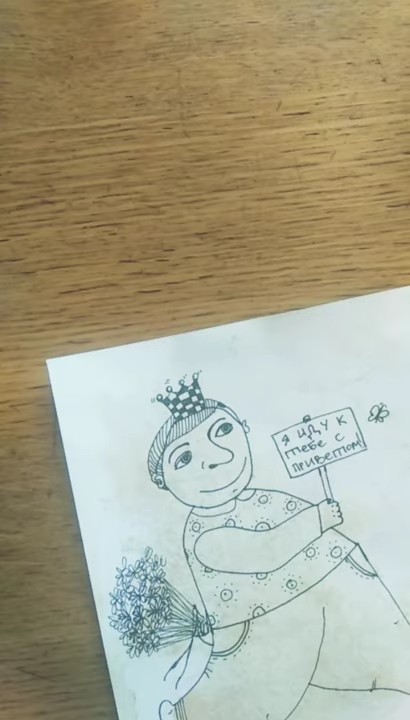 я иду к
тебе с
приветом